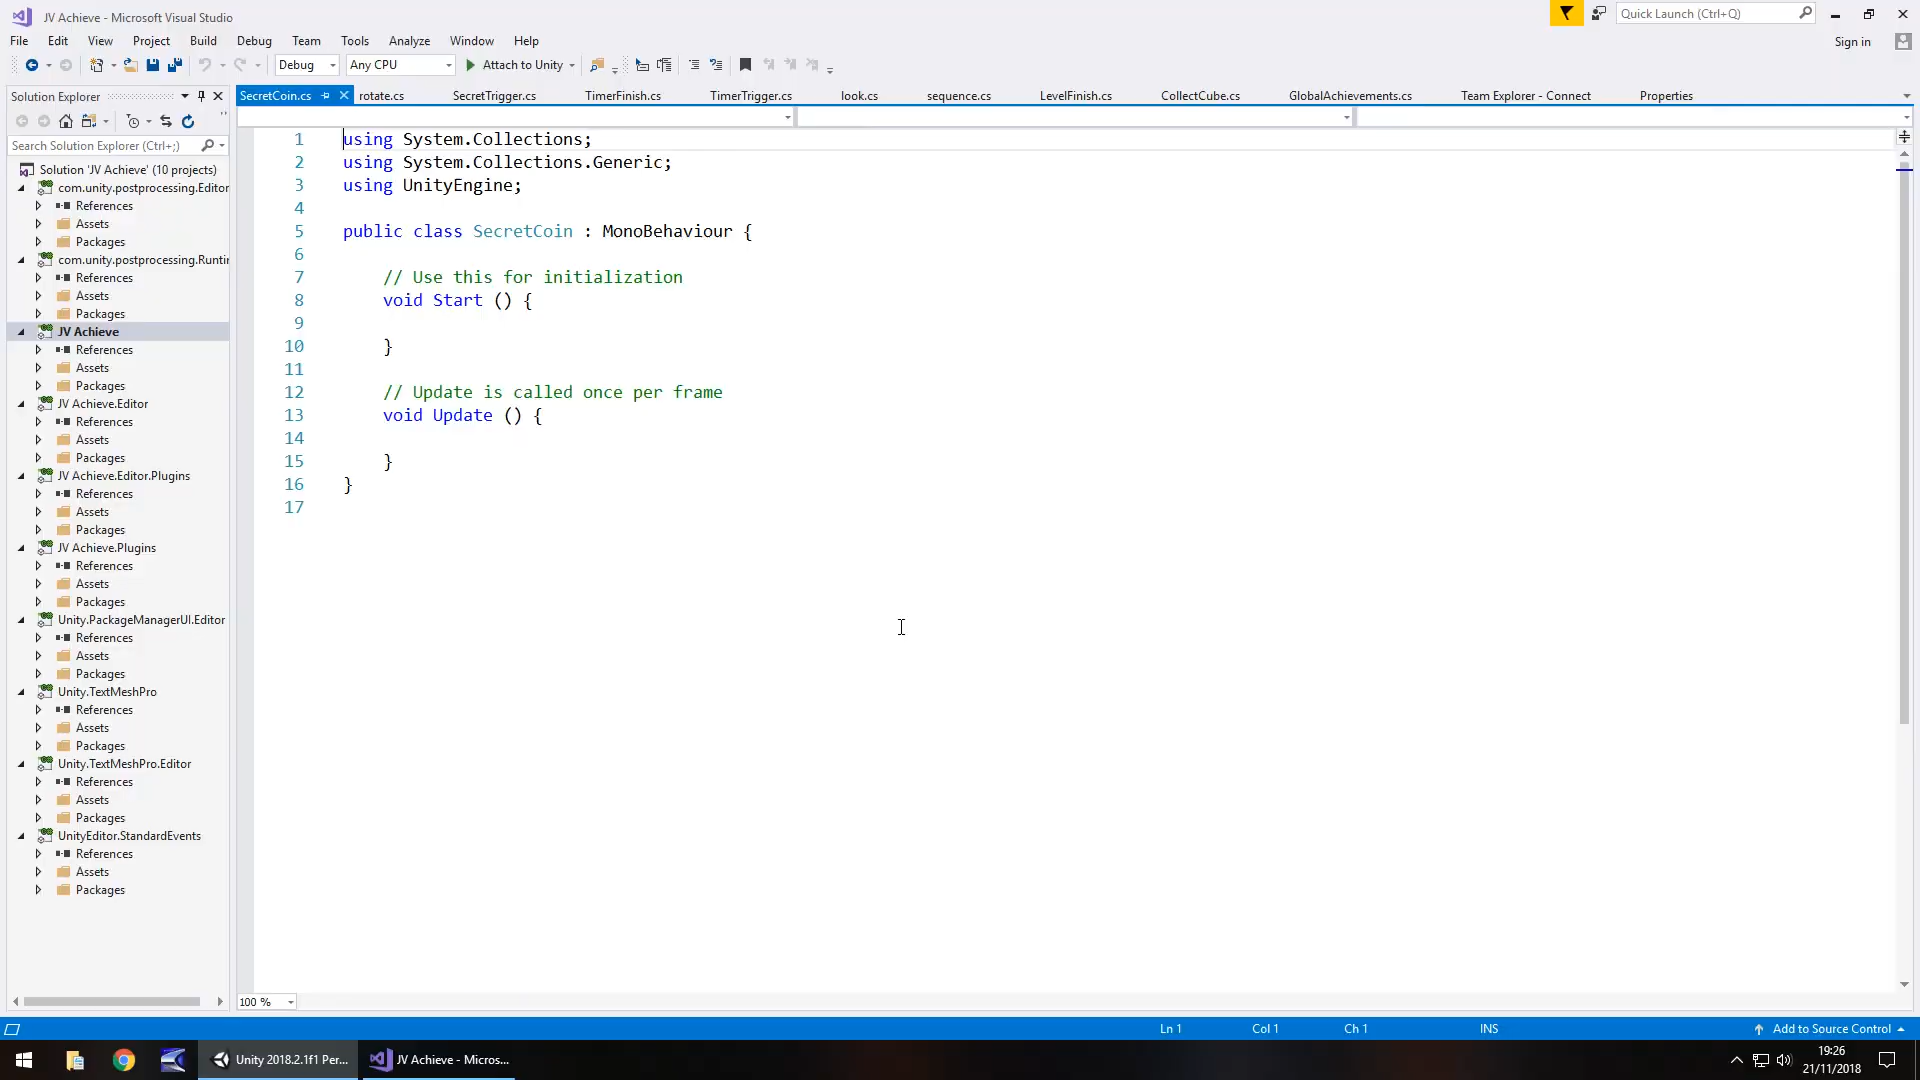 JV Achieve - Microsoft Visual Studio
Quick Launch (Ctrl+Q)
File Edit View Project Build Debug Team Tools Analyze Window Help
Sign in
Debug Any CPU Attach to Unity
Solution Explorer
SecretCoin.cs rotate.cs SecretTrigger.cs TimerFinish.cs TimerTrigger.cs look.cs sequence.cs LevelFinish.cs CollectCube.cs GlobalAchievements.cs Team Explorer - Connect Properties
Search Solution Explorer (Ctrl+;)
Solution 'JV Achieve' (10 projects)
com.unity.postprocessing.Editor
References
Assets
Packages
com.unity.postprocessing.Runti
References
Assets
Packages
JV Achieve
References
Assets
Packages
JV Achieve.Editor
References
Assets
Packages
JV Achieve.Editor.Plugins
References
Assets
Packages
JV Achieve.Plugins
References
Assets
Packages
Unity.PackageManagerUI.Editor
References
Assets
Packages
Unity.TextMeshPro
References
Assets
Packages
Unity.TextMeshPro.Editor
References
Assets
Packages
UnityEditor.StandardEvents
References
Assets
Packages
1 using System.Collections;
2 using System.Collections.Generic;
3 using UnityEngine;
4
5 public class SecretCoin : MonoBehaviour {
6
7 // Use this for initialization
8 void Start () {
9
10 }
11
12 // Update is called once per frame
13 void Update () {
14
15 }
16 }
17
100 %
Ln 1 Col 1 Ch 1 INS Add to Source Control
Unity 2018.2.1f1 Per... JV Achieve - Micros...
19:26
21/11/2018